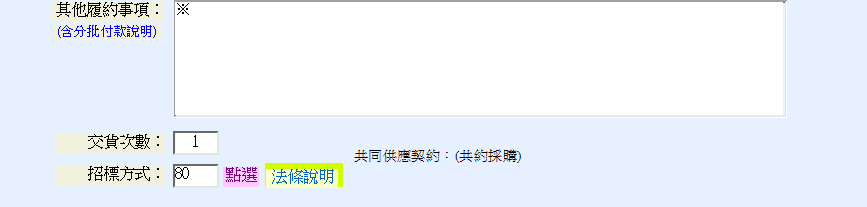 其他履約事項： ※
(含分批付款說明)
交貨次數： 1
共同供應契約：(共約採購)
招標方式： 80 點選 法條說明